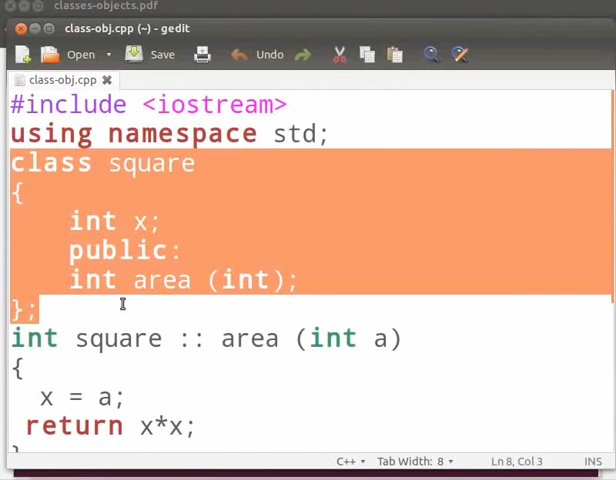 classes-objects.pdf
class-obj.cpp (~) - gedit
Open Save Undo
class-obj.cpp
#include <iostream>
using namespace std;
class square
{
int x;
public:
int area (int);
};
int square :: area (int a)
{
x = a;
return x*x;
}
C++ Tab Width: 8 Ln 8, Col 3 INS